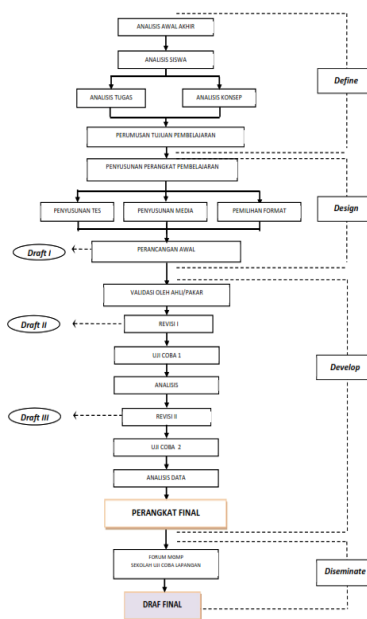 ANALISIS AWAL AKHIR
ANALISIS SISWA
Define
ANALISIS TUGAS
ANALISIS KONSEP
PERUMUSAN TUJUAN PEMBELAJARAN
PENYUSUNAN PERANGKAT PEMBELAJARAN
PENYUSUNAN TES
PENYUSUNAN MEDIA
PEMILIHAN FORMAT
Design
Draft I
PERANCANGAN AWAL
VALIDASI OLEH AHLI/PAKAR
Draft II
REVISI I
UJI COBA 1
Develop
ANALISIS
Draft III
REVISI II
UJI COBA 2
ANALISIS DATA
PERANGKAT FINAL
FORUM MGMP
SEKOLAH UJI COBA LAPANGAN
Diseminate
DRAF FINAL